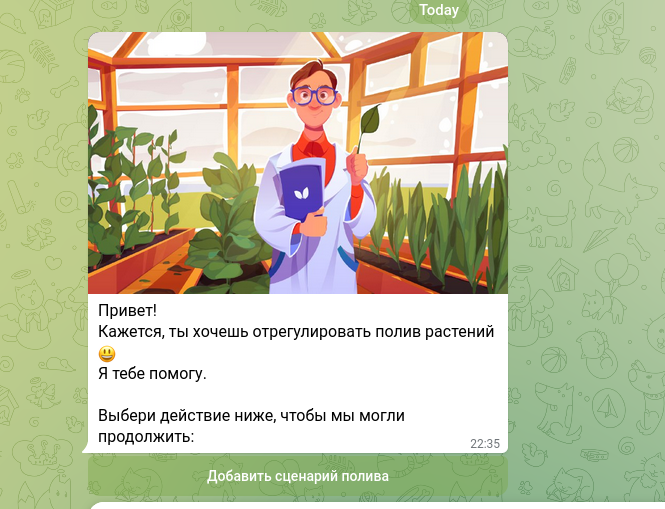 Today
Привет!
Кажется, ты хочешь отрегулировать полив растений
😃
Я тебе помогу.
Выбери действие ниже, чтобы мы могли
продолжить:
22:35
Добавить сценарий полива